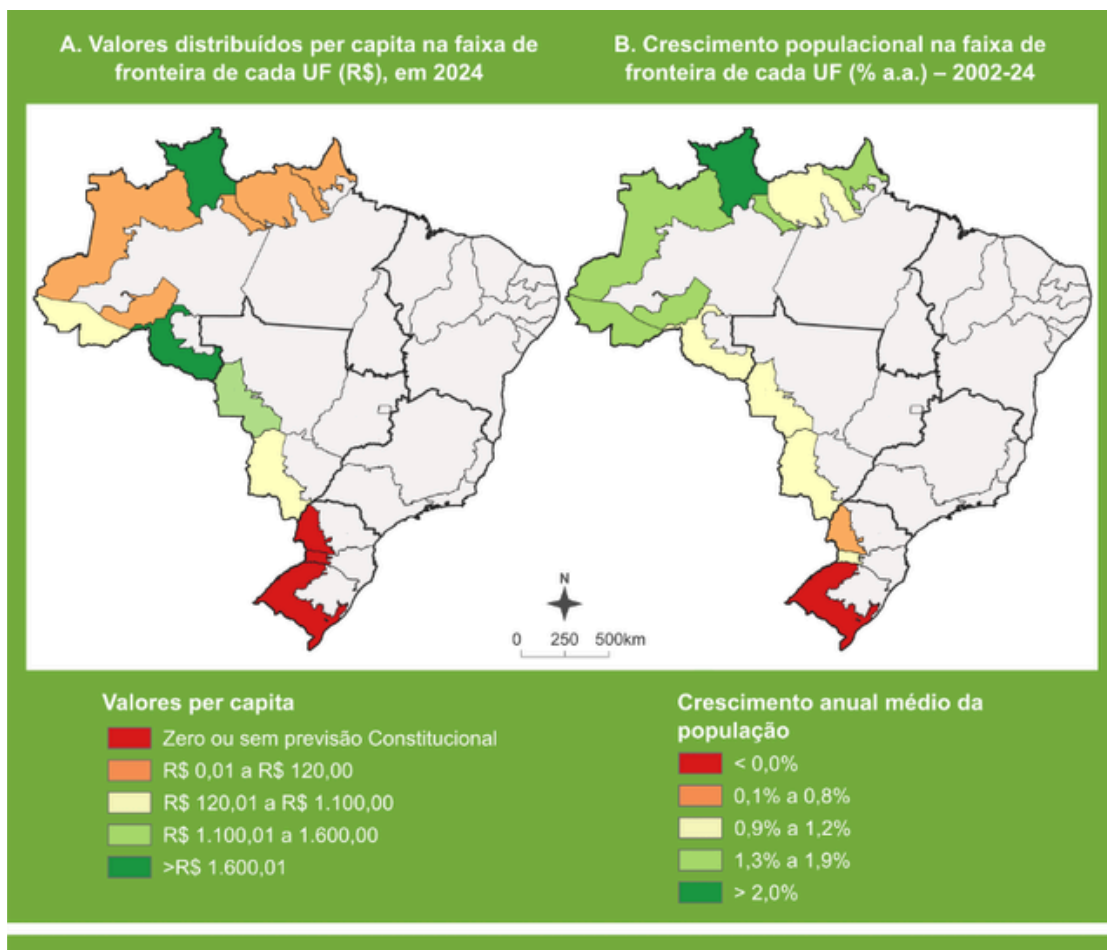 A. Valores distribuídos per capita na faixa de
fronteira de cada UF (R$), em 2024
B. Crescimento populacional na faixa de
fronteira de cada UF (% a.a.) – 2002-24
N
0 250 500km
Valores per capita
Zero ou sem previsão Constitucional
R$ 0,01 a R$ 120,00
R$ 120,01 a R$ 1.100,00
R$ 1.100,01 a 1.600,00
>R$ 1.600,01
Crescimento anual médio da
população
< 0,0%
0,1% a 0,8%
0,9% a 1,2%
1,3% a 1,9%
> 2,0%